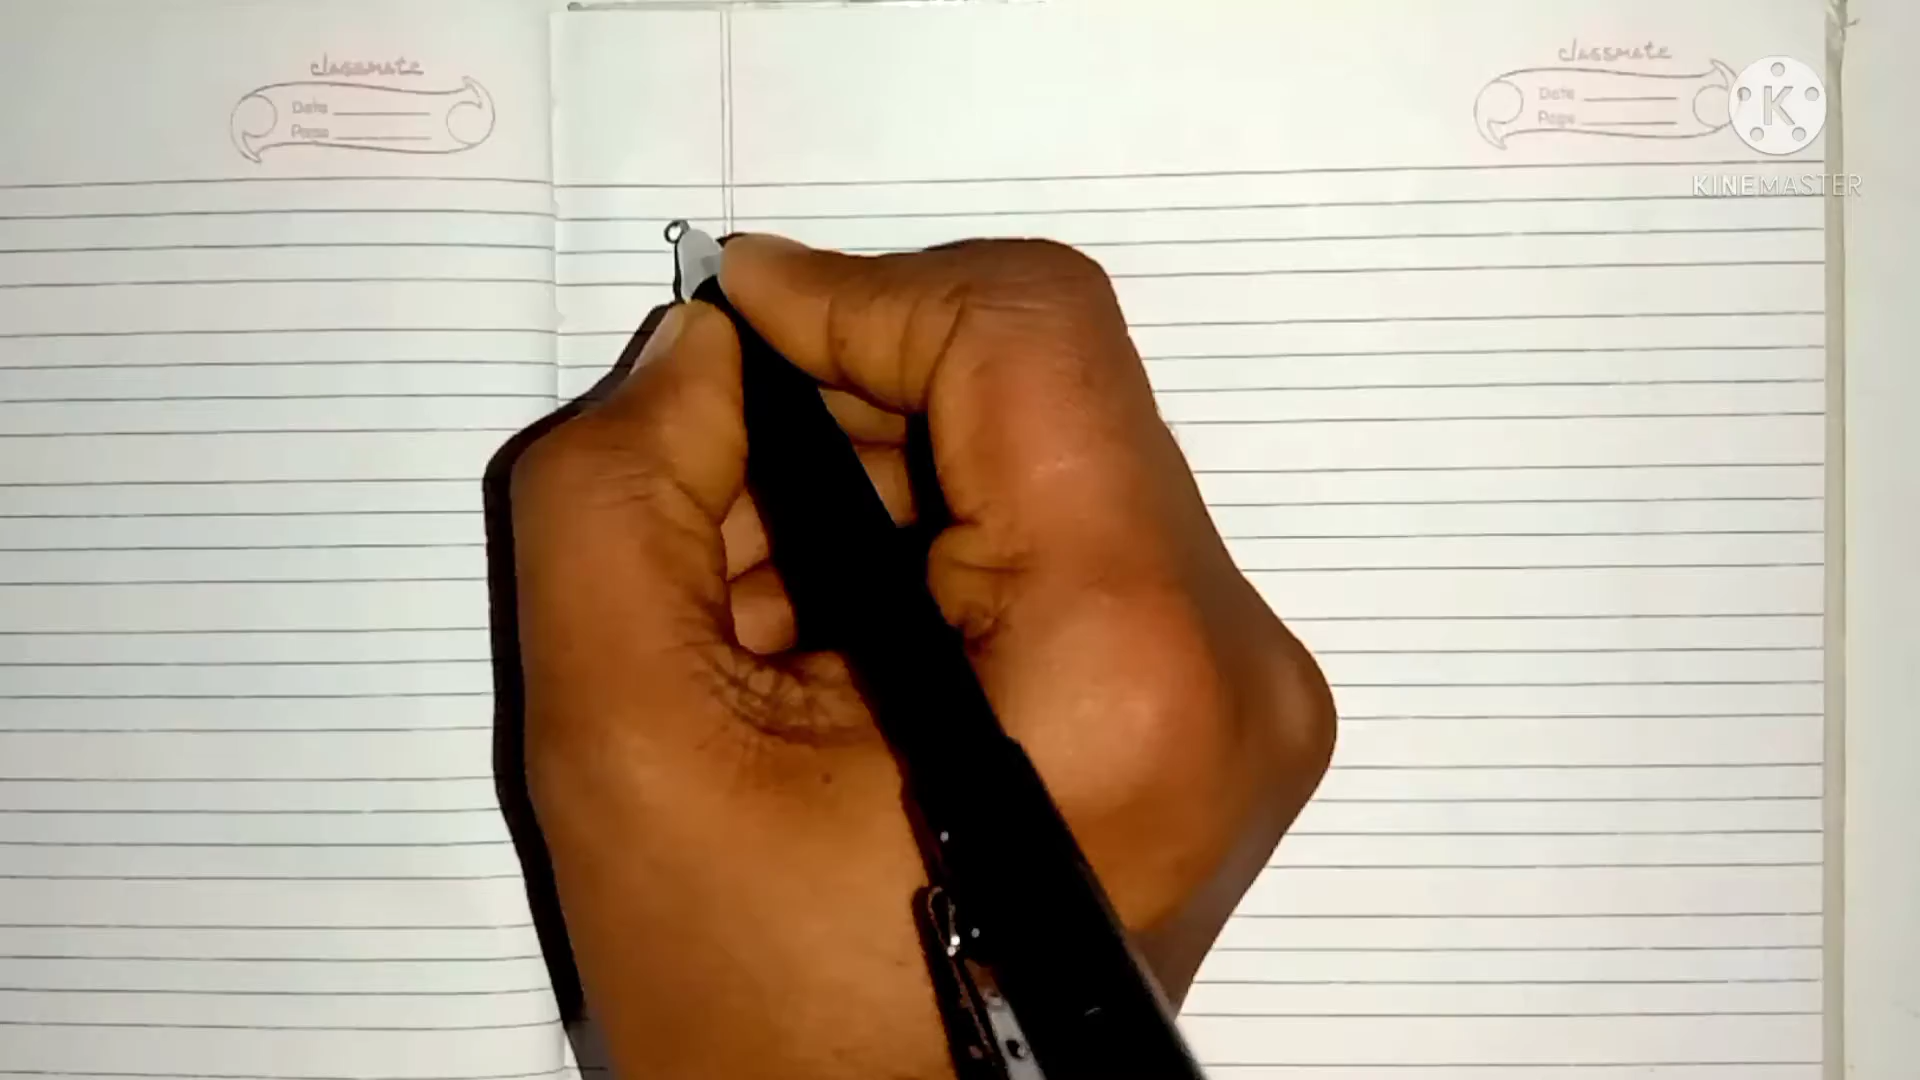 classmate
Date
Page
classmate
Date
Page
KINEMASTER